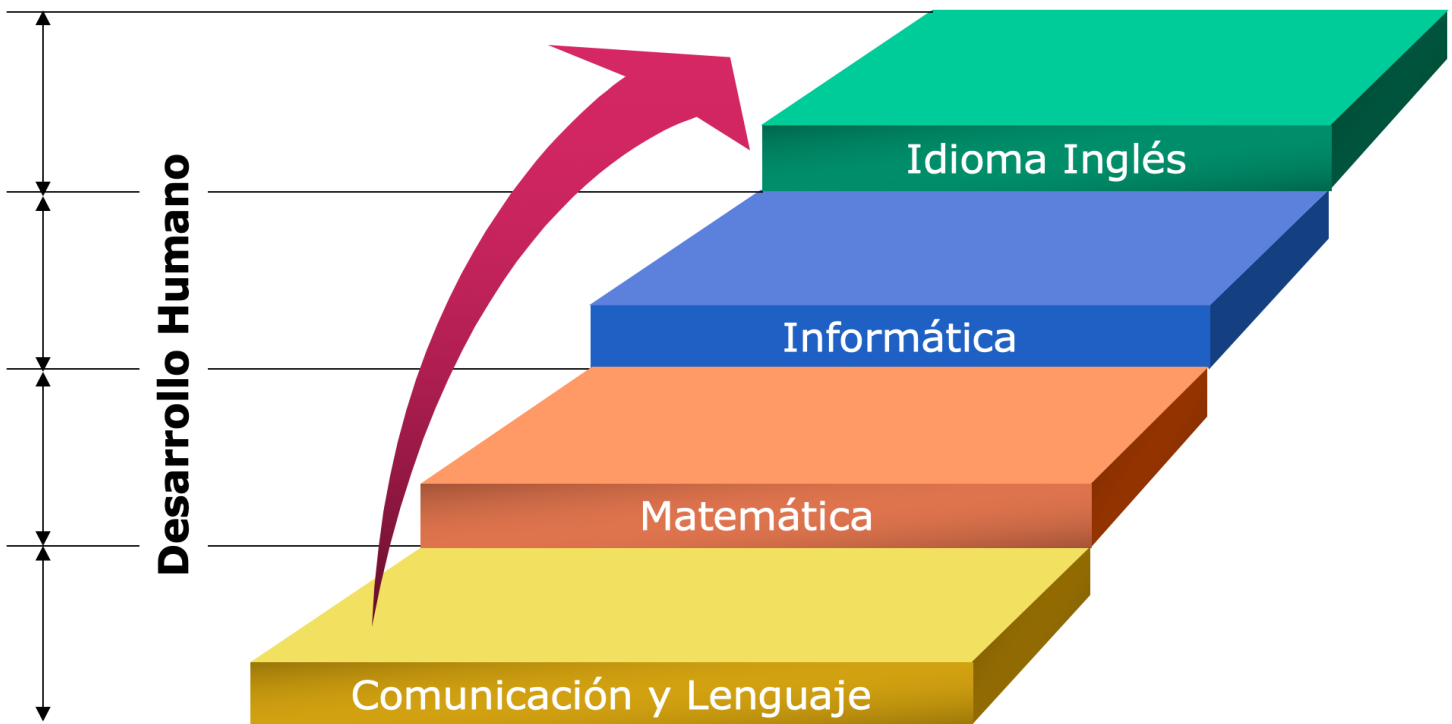 Desarrollo Humano
Idioma Inglés
Informática
Matemática
Comunicación y Lenguaje